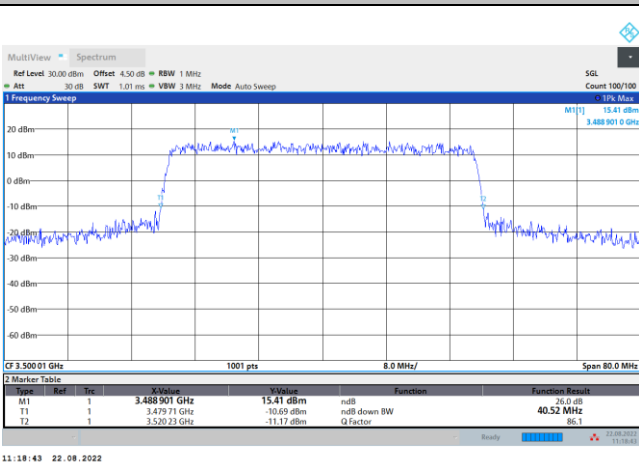 MultiView Spectrum
Ref Level 30.00 dBm Offset 4.50 dB RBW 1 MHz SGL
Att 30 dB SWT 1.01 ms VBW 3 MHz Mode Auto Sweep Count 100/100
1 Frequency Sweep 1Pk Max
M1[1] 15.41 dBm
3.488 901 0 GHz
20 dBm
M1
10 dBm
0 dBm
T1
T2
-10 dBm
-20 dBm
-30 dBm
-40 dBm
-50 dBm
-60 dBm
CF 3.500 01 GHz 1001 pts 8.0 MHz/ Span 80.0 MHz
2 Marker Table
Type Ref Trc X-Value Y-Value Function Function Result
M1 1 3.488 901 GHz 15.41 dBm ndB 26.0 dB
T1 1 3.479 71 GHz -10.69 dBm ndB down BW 40.52 MHz
T2 1 3.520 23 GHz -11.17 dBm Q Factor 86.1
Ready 22.08.2022
11:18:43
11:18:43 22.08.2022